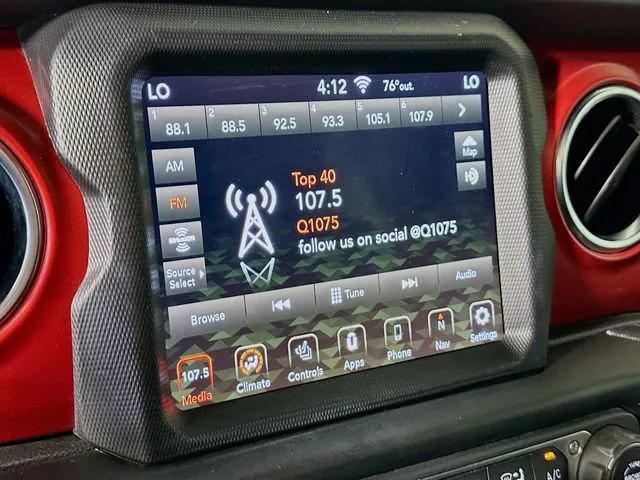 LO 4:12 76°out LO
1 2 3 4 5 6
88.1 88.5 92.5 93.3 105.1 107.9
AM
Map
FM
Top 40
107.5
Q1075
follow us on social @Q1075
SiriusXM
Source
Select
Browse Tune Audio
107.5
Media Climate Controls Apps Phone Nav Settings
N
A/C